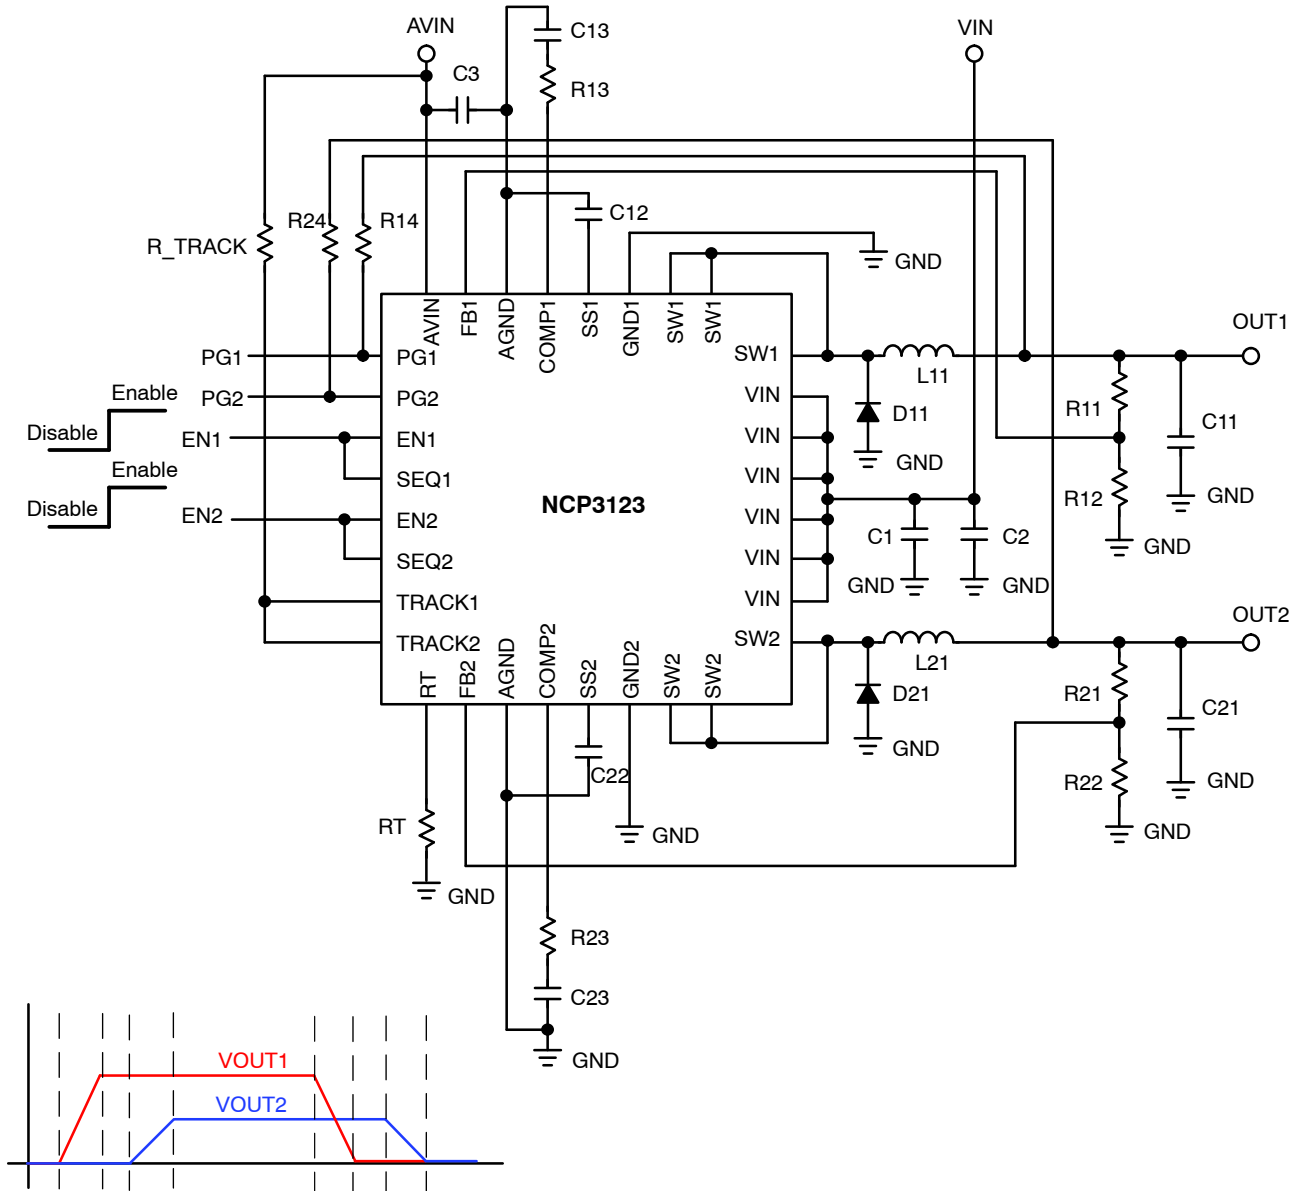 AVIN
VIN
C13
C3
R13
C12
R24
R14
R_TRACK
GND
AVIN
FB1
AGND
COMP1
SS1
GND1
SW1
SW1
OUT1
PG1
PG1
SW1
L11
Enable
PG2
PG2
VIN
D11
R11
C11
Disable
EN1
EN1
VIN
GND
Enable
SEQ1
VIN
R12
GND
Disable
EN2
EN2
NCP3123
VIN
C1
C2
GND
SEQ2
VIN
GND
GND
TRACK1
VIN
OUT2
TRACK2
SW2
L21
RT
FB2
AGND
COMP2
SS2
GND2
SW2
SW2
D21
R21
C21
GND
C22
R22
GND
RT
GND
GND
GND
R23
C23
GND
VOUT1
VOUT2